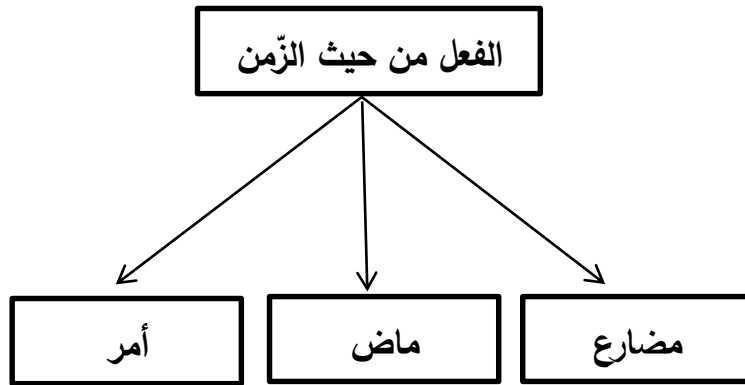 الفعل من حيث الزّمن
مضارع
ماض
أمر